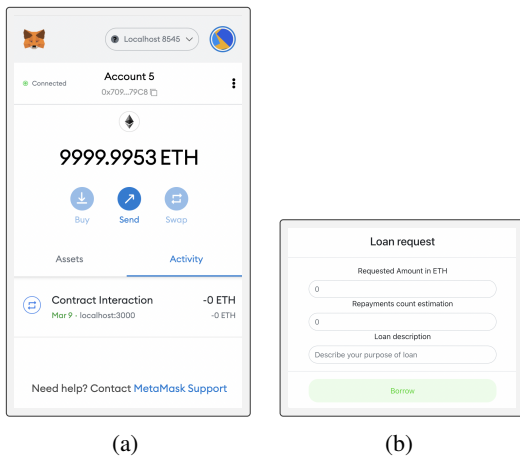 Localhost 8545
Connected
Account 5
0x709...79C8
9999.9953 ETH
Buy Send Swap
Assets Activity
Contract Interaction -0 ETH
Mar 9 - localhost:3000 -0 ETH
Need help? Contact MetaMask Support
(a)
Loan request
Requested Amount in ETH
0
Repayments count estimation
0
Loan description
Describe your purpose of loan
Borrow
(b)